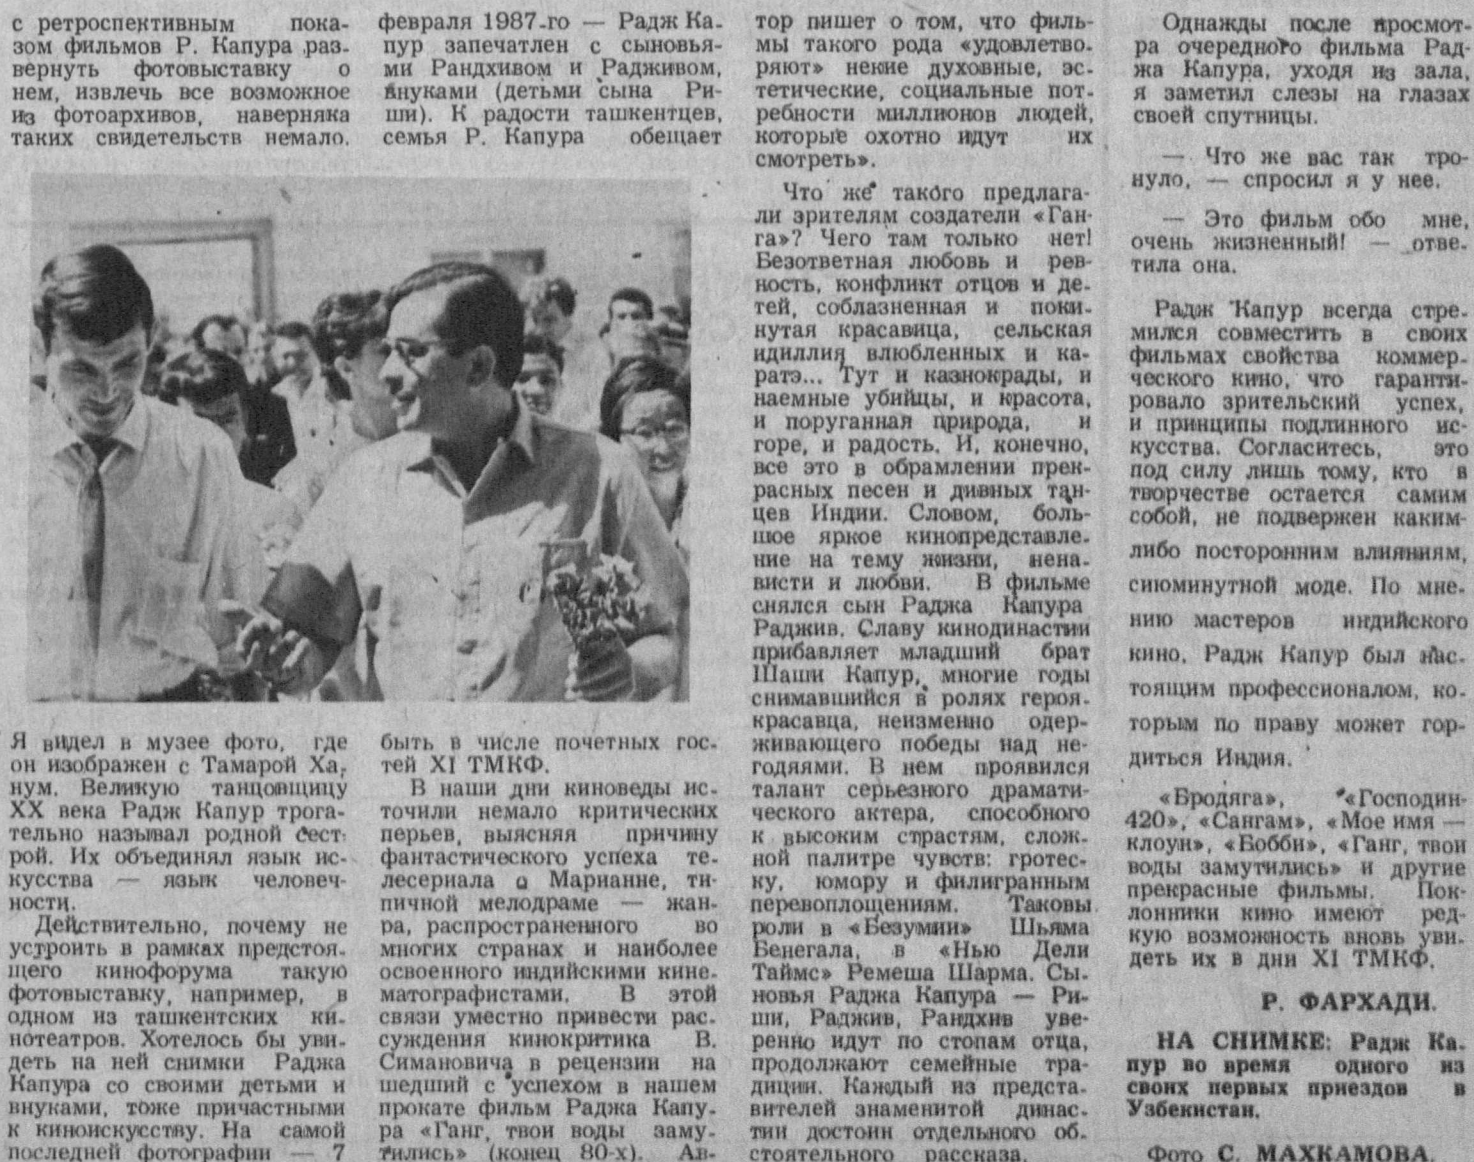 с ретроспективным пока-
зом фильмов Р. Капура раз-
вернуть фотовыставку о
нем, извлечь все возможное
из фотоархивов, наверняка
таких свидетельств немало.
Я видел в музее фото, где
он изображен с Тамарой Ха-
нум. Великую танцовщицу
XX века Радж Капур трога-
тельно называл родной сест-
рой. Их объединял язык ис-
кусства — язык человеч-
ности.
Действительно, почему не
устроить в рамках предстоя-
щего кинофорума такую
фотовыставку, например, в
одном из ташкентских ки-
нотеатров. Хотелось бы уви-
деть на ней снимки Раджа
Капура со своими детьми и
внуками, тоже причастными
к киноискусству. На самой
последней фотографии — 7
февраля 1987-го — Радж Ка-
пур запечатлен с сыновья-
ми Рандхивом и Радживом,
внуками (детьми сына Ри-
ши). К радости ташкентцев,
семья Р. Капура обещает
быть в числе почетных гос-
тей XI ТМКФ.
В наши дни киноведы ис-
точили немало критических
перьев, выясняя причину
фантастического успеха те-
лесериала о Марианне, ти-
пичной мелодраме — жан-
ра, распространенного во
многих странах и наиболее
освоенного индийскими кине-
матографистами. В этой
связи уместно привести рас-
суждения кинокритика В.
Симановича в рецензии на
шедший с успехом в нашем
прокате фильм Раджа Капу-
ра «Ганг, твои воды заму-
тились» (конец 80-х). Ав-
тор пишет о том, что филь-
мы такого рода «удовлетво-
ряют» некие духовные, эс-
тетические, социальные пот-
ребности миллионов людей,
которые охотно идут их
смотреть».
Что же такого предлага-
ли зрителям создатели «Ган-
га»? Чего там только нет!
Безответная любовь и рев-
ность, конфликт отцов и де-
тей, соблазненная и поки-
нутая красавица, сельская
идиллия влюбленных и ка-
ратэ... Тут и казнокрады, и
наемные убийцы, и красота,
и поруганная природа, и
горе, и радость. И, конечно,
все это в обрамлении прек-
расных песен и дивных тан-
цев Индии. Словом, боль-
шое яркое кинопредставле-
ние на тему жизни, нена-
висти и любви. В фильме
снялся сын Раджа Капура
Раджив. Славу кинодинастии
прибавляет младший брат
Шаши Капур, многие годы
снимавшийся в ролях героя-
красавца, неизменно одер-
живающего победы над не-
годяями. В нем проявился
талант серьезного драмати-
ческого актера, способного
к высоким страстям, слож-
ной палитре чувств: гротес-
ку, юмору и филигранным
перевоплощениям. Таковы
роли в «Безумии» Шьяма
Бенегала, в «Нью Дели
Таймс» Ремеша Шарма. Сы-
новья Раджа Капура — Ри-
ши, Раджив, Рандхив уве-
ренно идут по стопам отца,
продолжают семейные тра-
диции. Каждый из предста-
вителей знаменитой динас-
тии достоин отдельного об-
стоятельного рассказа.
Однажды после просмот-
ра очередного фильма Рад-
жа Капура, уходя из зала,
я заметил слезы на глазах
своей спутницы.
— Что же вас так тро-
нуло, — спросил я у нее.
— Это фильм обо мне,
очень жизненный! — отве-
тила она.
Радж Капур всегда стре-
мился совместить в своих
фильмах свойства коммер-
ческого кино, что гаранти-
ровало зрительский успех,
и принципы подлинного ис-
кусства. Согласитесь, это
под силу лишь тому, кто в
творчестве остается самим
собой, не подвержен каким-
либо посторонним влияниям,
сиюминутной моде. По мне-
нию мастеров индийского
кино, Радж Капур был нас-
тоящим профессионалом, ко-
торым по праву может гор-
диться Индия.
«Бродяга», «Господин-
420», «Сангам», «Мое имя —
клоун», «Бобби», «Ганг, твои
воды замутились» и другие
прекрасные фильмы. Пок-
лонники кино имеют ред-
кую возможность вновь уви-
деть их в дни XI ТМКФ.
Р. ФАРХАДИ.
НА СНИМКЕ: Радж Ка-
пур во время одного из
своих первых приездов в
Узбекистан.
Фото С. МАХКАМОВА.